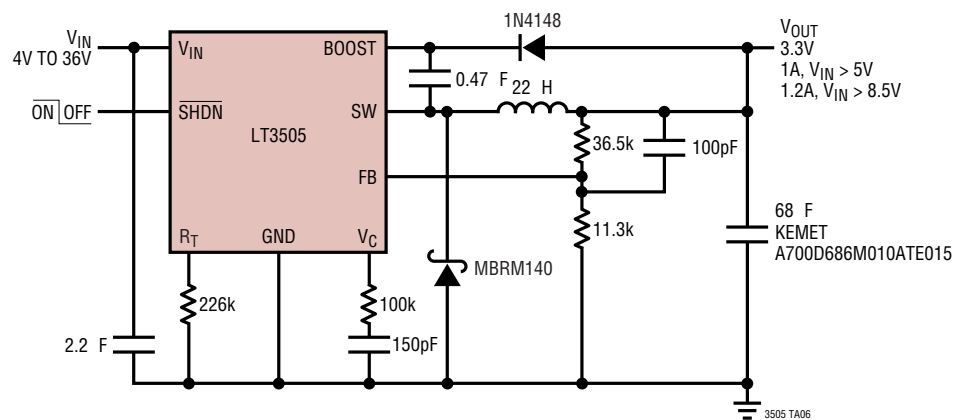 1N4148
VIN
4V TO 36V
VIN
BOOST
VOUT
3.3V
1A, VIN > 5V
1.2A, VIN > 8.5V
0.47 F
22 H
ON OFF
SHDN
SW
LT3505
36.5k
100pF
FB
11.3k
68 F
KEMET
A700D686M010ATE015
RT
GND
VC
MBRM140
226k
100k
2.2 F
150pF
3505 TA06